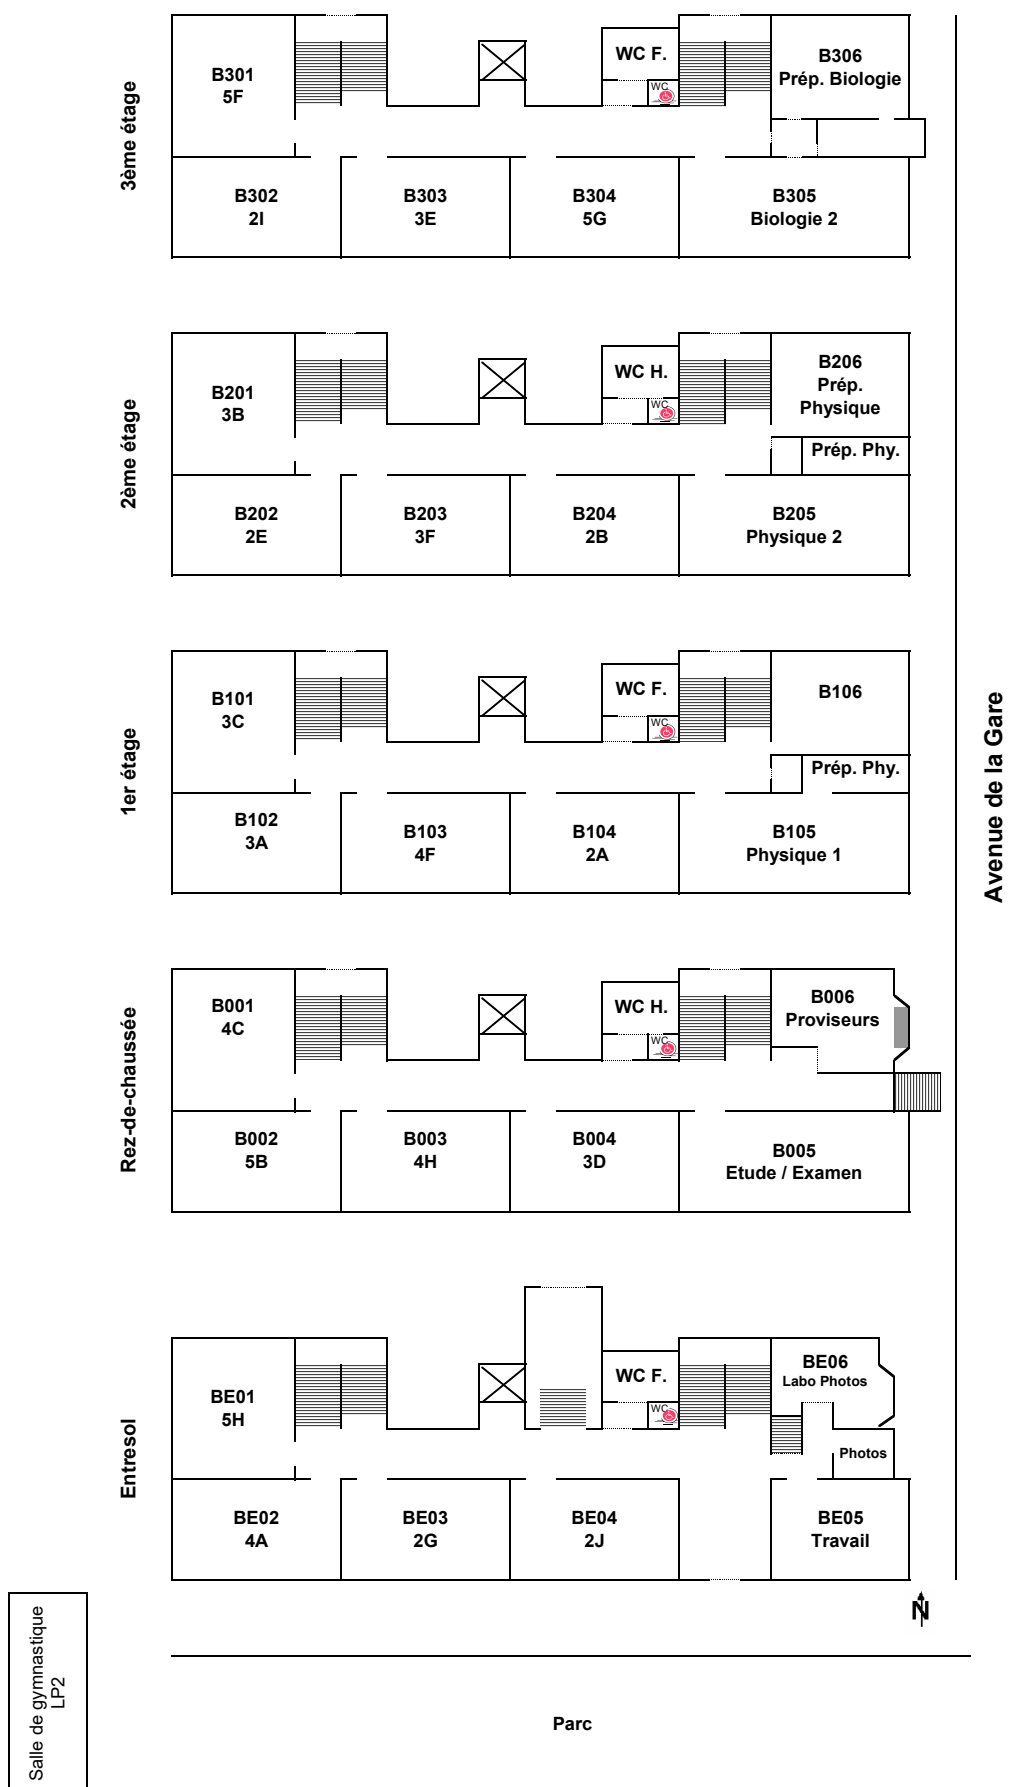 3ème étage
B301
5F
WC F.
WC
B306
Prép. Biologie
B302
2I
B303
3E
B304
5G
B305
Biologie 2
2ème étage
B201
3B
WC H.
WC
B206
Prép.
Physique
Prép. Phy.
B202
2E
B203
3F
B204
2B
B205
Physique 2
1er étage
B101
3C
WC F.
WC
B106
Prép. Phy.
B102
3A
B103
4F
B104
2A
B105
Physique 1
Avenue de la Gare
Rez-de-chaussée
B001
4C
WC H.
WC
B006
Proviseurs
B002
5B
B003
4H
B004
3D
B005
Etude / Examen
Entresol
BE01
5H
WC F.
WC
BE06
Labo Photos
Photos
BE02
4A
BE03
2G
BE04
2J
BE05
Travail
N
Salle de gymnastique
LP2
Parc